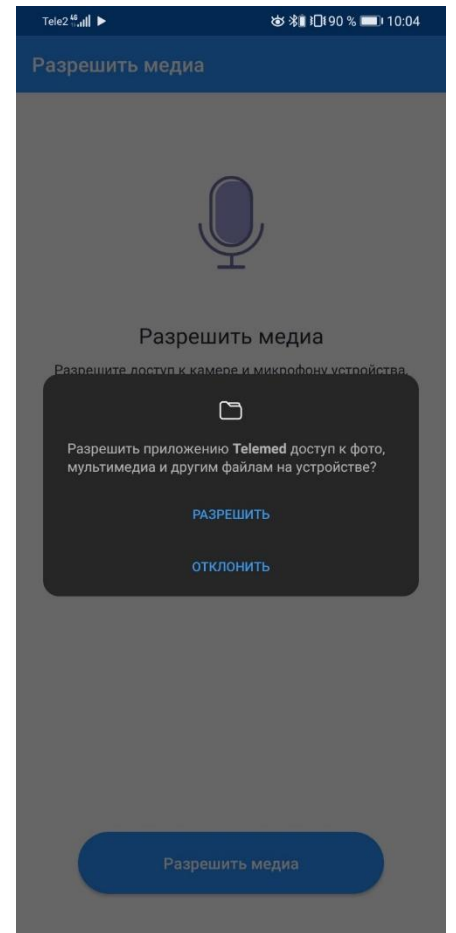 Tele2 4G 90 % 10:04
Разрешить медиа
Разрешить медиа
Разрешите доступ к камере и микрофону устройства.
Разрешить приложению Telemed доступ к фото,
мультимедиа и другим файлам на устройстве?
РАЗРЕШИТЬ
ОТКЛОНИТЬ
Разрешить медиа